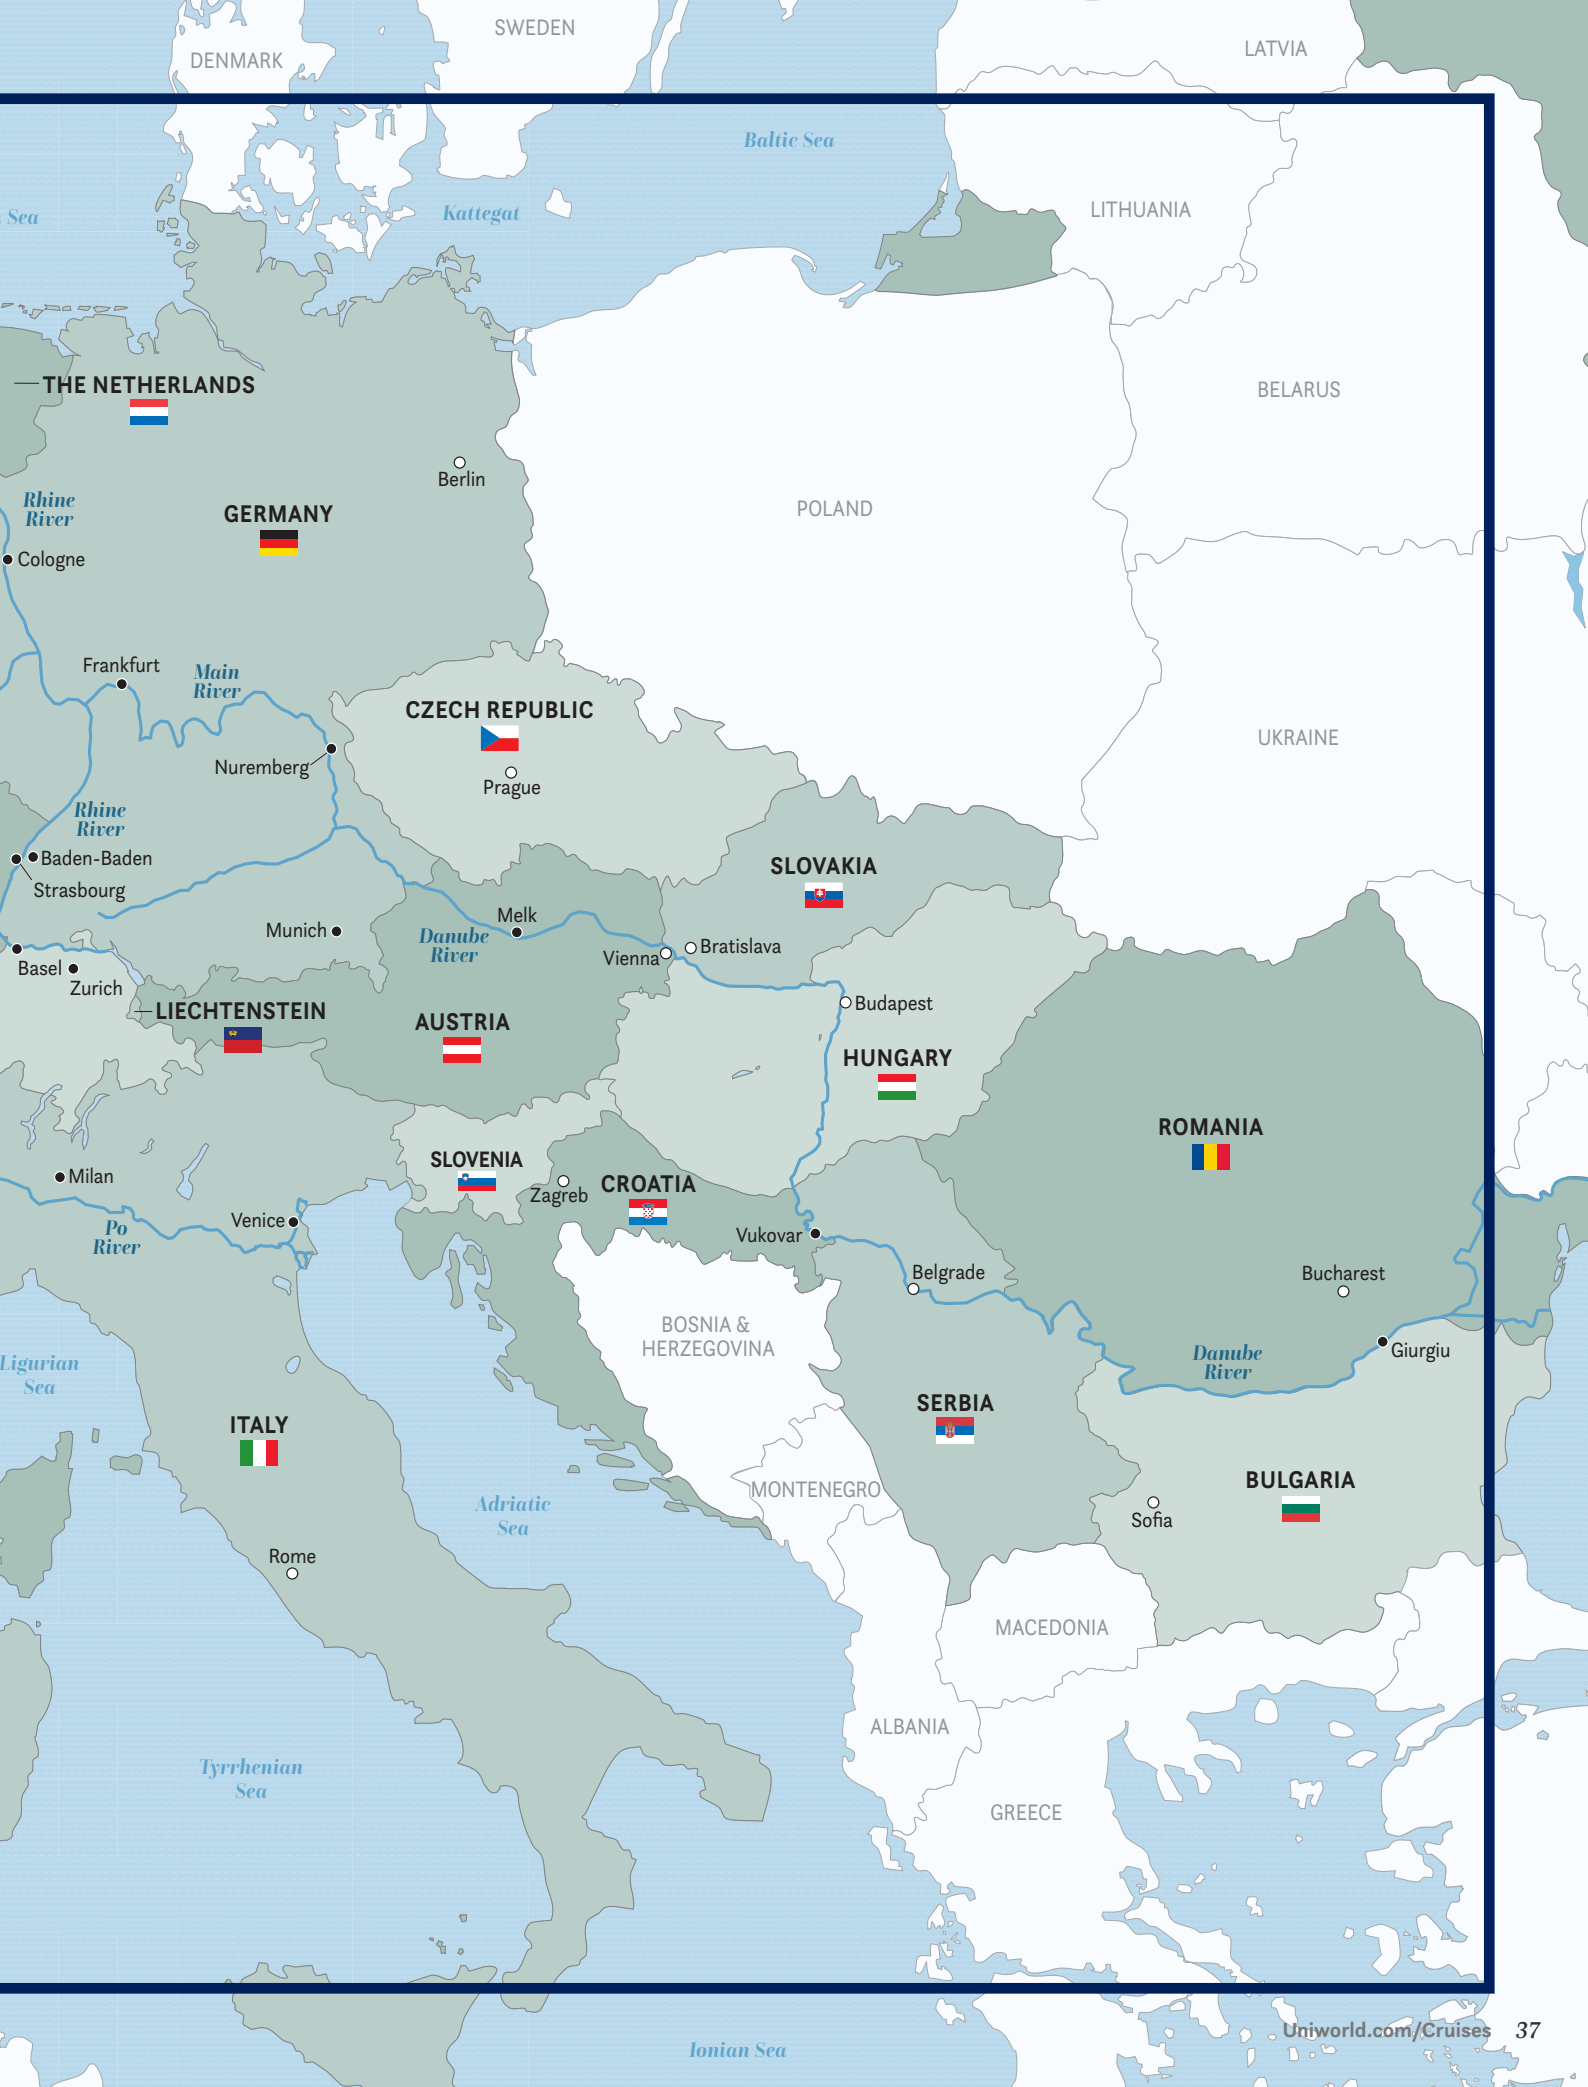 SWEDEN
DENMARK
LATVIA
Baltic Sea
Sea
Kattegat
LITHUANIA
THE NETHERLANDS
BELARUS
Berlin
Rhine
River
GERMANY
POLAND
Cologne
Frankfurt
Main
River
CZECH REPUBLIC
UKRAINE
Nuremberg
Prague
Rhine
River
Baden-Baden
Strasbourg
SLOVAKIA
Munich
Melk
Danube
River
Vienna
Bratislava
Basel
Zurich
LIECHTENSTEIN
AUSTRIA
Budapest
HUNGARY
ROMANIA
Milan
SLOVENIA
Zagreb
CROATIA
Venice
Po
River
Vukovar
Belgrade
Bucharest
BOSNIA &
HERZEGOVINA
Danube
River
Giurgiu
Ligurian
Sea
SERBIA
ITALY
BULGARIA
MONTENEGRO
Adriatic
Sea
Sofia
Rome
MACEDONIA
ALBANIA
Tyrrhenian
Sea
GREECE
Uniworld.com/Cruises 37
Ionian Sea